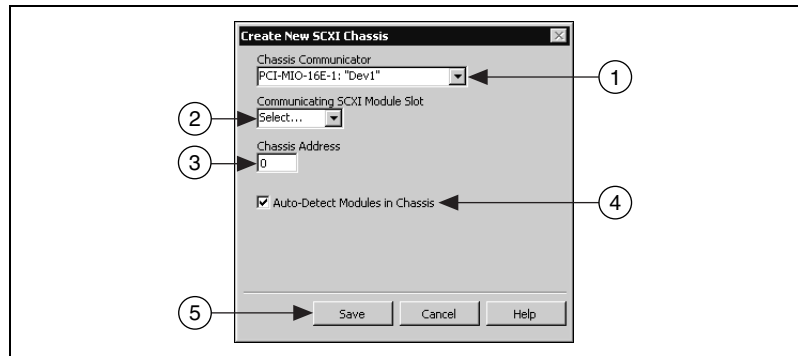 Create New SCXI Chassis
Chassis Communicator
PCI-MIO-16E-1: "Dev1"
1
Communicating SCXI Module Slot
2
Select...
Chassis Address
3
0
Auto-Detect Modules in Chassis
4
5
Save
Cancel
Help